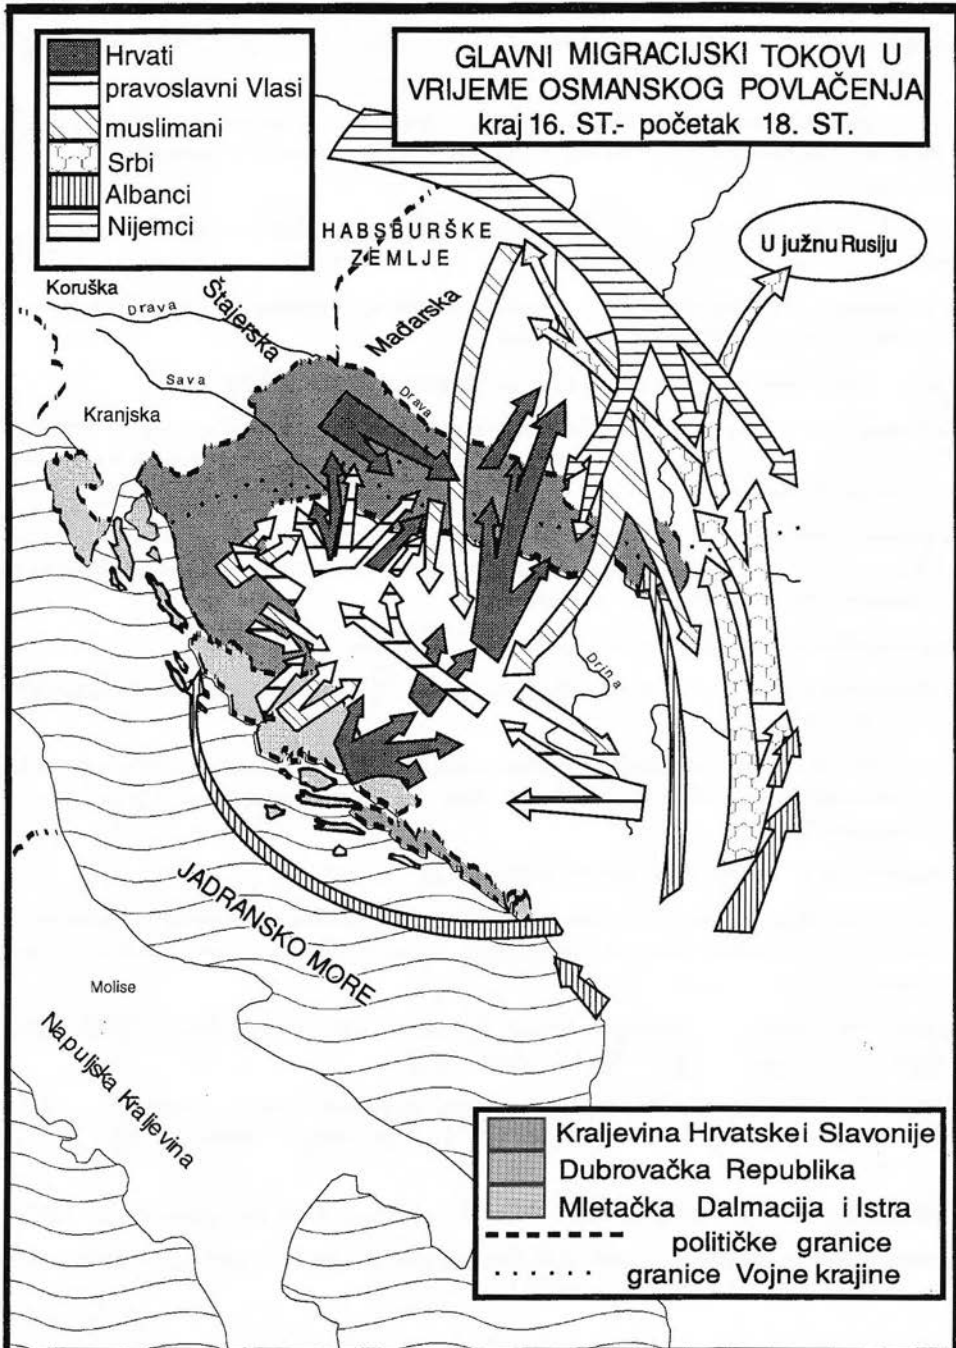 Hrvati
pravoslavni Vlasi
muslimani
Srbi
Albanci
Nijemci
GLAVNI MIGRACIJSKI TOKOVI U
VRIJEME OSMANSKOG POVLAČENJA
kraj 16. ST.- početak 18. ST.
HABSBURŠKE
ZEMLJE
U južnu Rusiju
Koruška
Drava
Štajerska
Mađarska
Sava
Kranjska
Drava
Drina
JADRANSKO MORE
Molise
Napuljska Kraljevina
Kraljevina Hrvatskei Slavonije
Dubrovačka Republika
Mletačka Dalmacija i Istra
političke granice
granice Vojne krajine